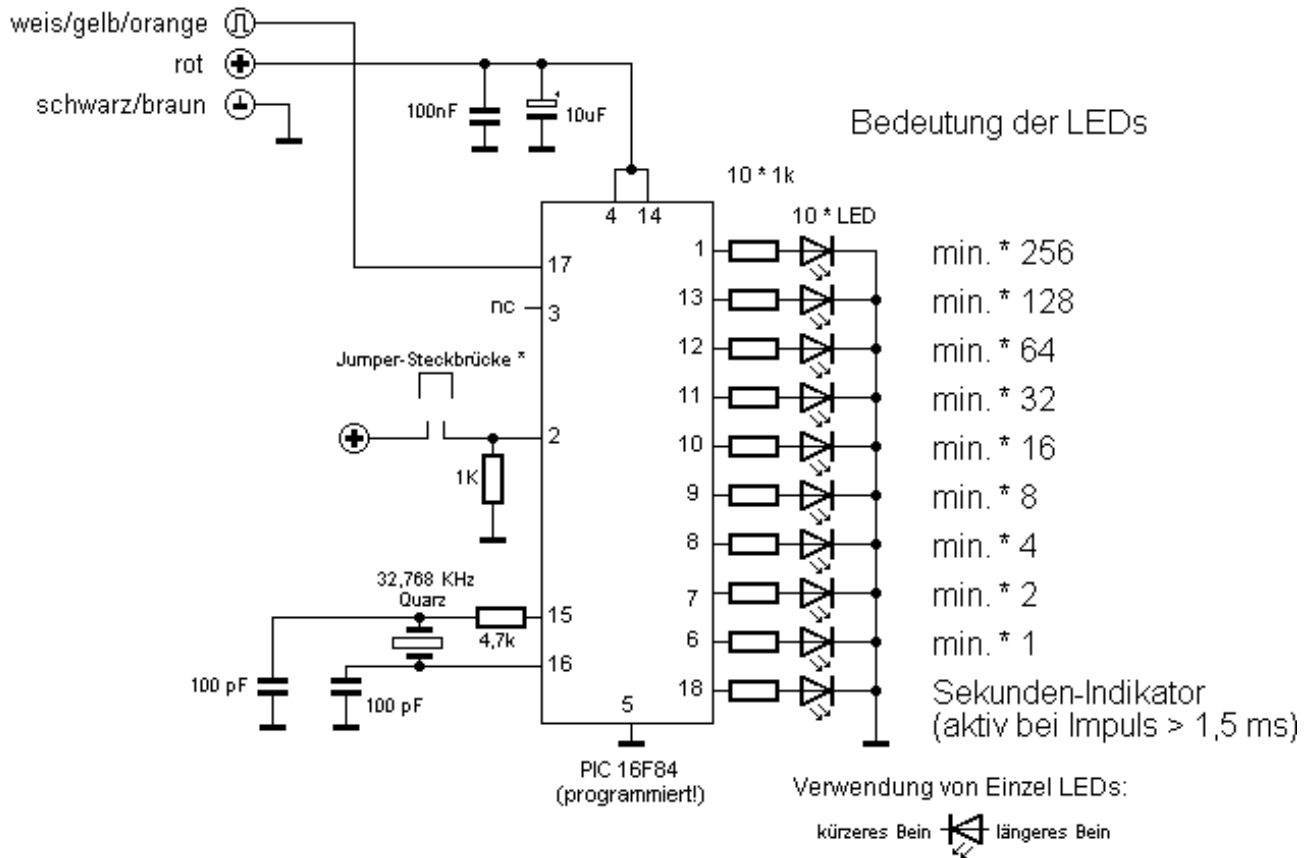 weis/gelb/orange
rot
schwarz/braun
100nF
10uF
Bedeutung der LEDs
10 * 1k
4 14
10 * LED
1
min. * 256
17
13
min. * 128
nc
3
12
min. * 64
Jumper-Steckbrücke *
11
min. * 32
2
10
min. * 16
1K
9
min. * 8
8
min. * 4
32,768 KHz
Quarz
7
min. * 2
15
4,7k
6
min. * 1
16
100 pF
100 pF
18
Sekunden-Indikator
(aktiv bei Impuls > 1,5 ms)
5
PIC 16F84
(programmiert!)
Verwendung von Einzel LEDs:
kürzeres Bein
längeres Bein